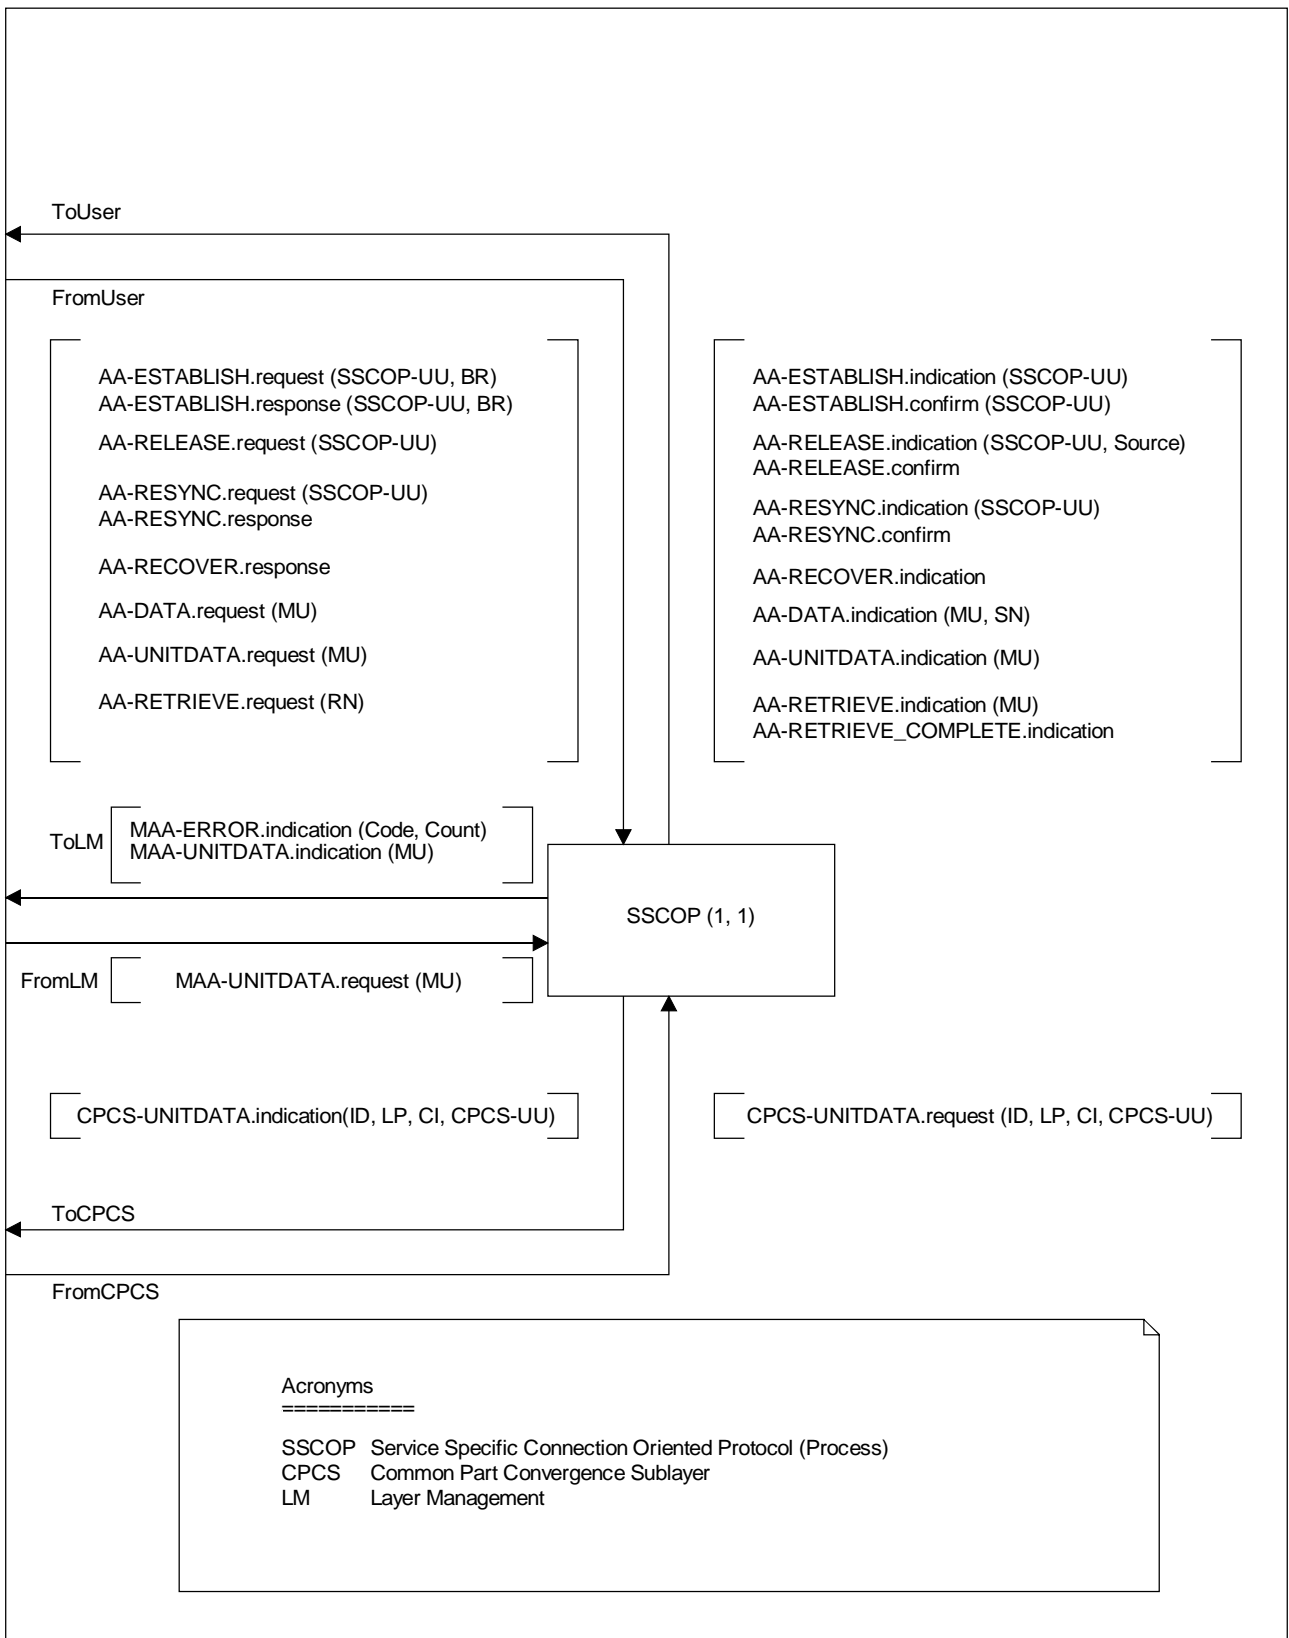 ToUser
FromUser
AA-ESTABLISH.request (SSCOP-UU, BR)
AA-ESTABLISH.response (SSCOP-UU, BR)
AA-RELEASE.request (SSCOP-UU)
AA-RESYNC.request (SSCOP-UU)
AA-RESYNC.response
AA-RECOVER.response
AA-DATA.request (MU)
AA-UNITDATA.request (MU)
AA-RETRIEVE.request (RN)
AA-ESTABLISH.indication (SSCOP-UU)
AA-ESTABLISH.confirm (SSCOP-UU)
AA-RELEASE.indication (SSCOP-UU, Source)
AA-RELEASE.confirm
AA-RESYNC.indication (SSCOP-UU)
AA-RESYNC.confirm
AA-RECOVER.indication
AA-DATA.indication (MU, SN)
AA-UNITDATA.indication (MU)
AA-RETRIEVE.indication (MU)
AA-RETRIEVE_COMPLETE.indication
ToLM
MAA-ERROR.indication (Code, Count)
MAA-UNITDATA.indication (MU)
SSCOP (1, 1)
FromLM
MAA-UNITDATA.request (MU)
CPCS-UNITDATA.indication(ID, LP, CI, CPCS-UU)
CPCS-UNITDATA.request (ID, LP, CI, CPCS-UU)
ToCPCS
FromCPCS
Acronyms
===========
SSCOP Service Specific Connection Oriented Protocol (Process)
CPCS Common Part Convergence Sublayer
LM Layer Management